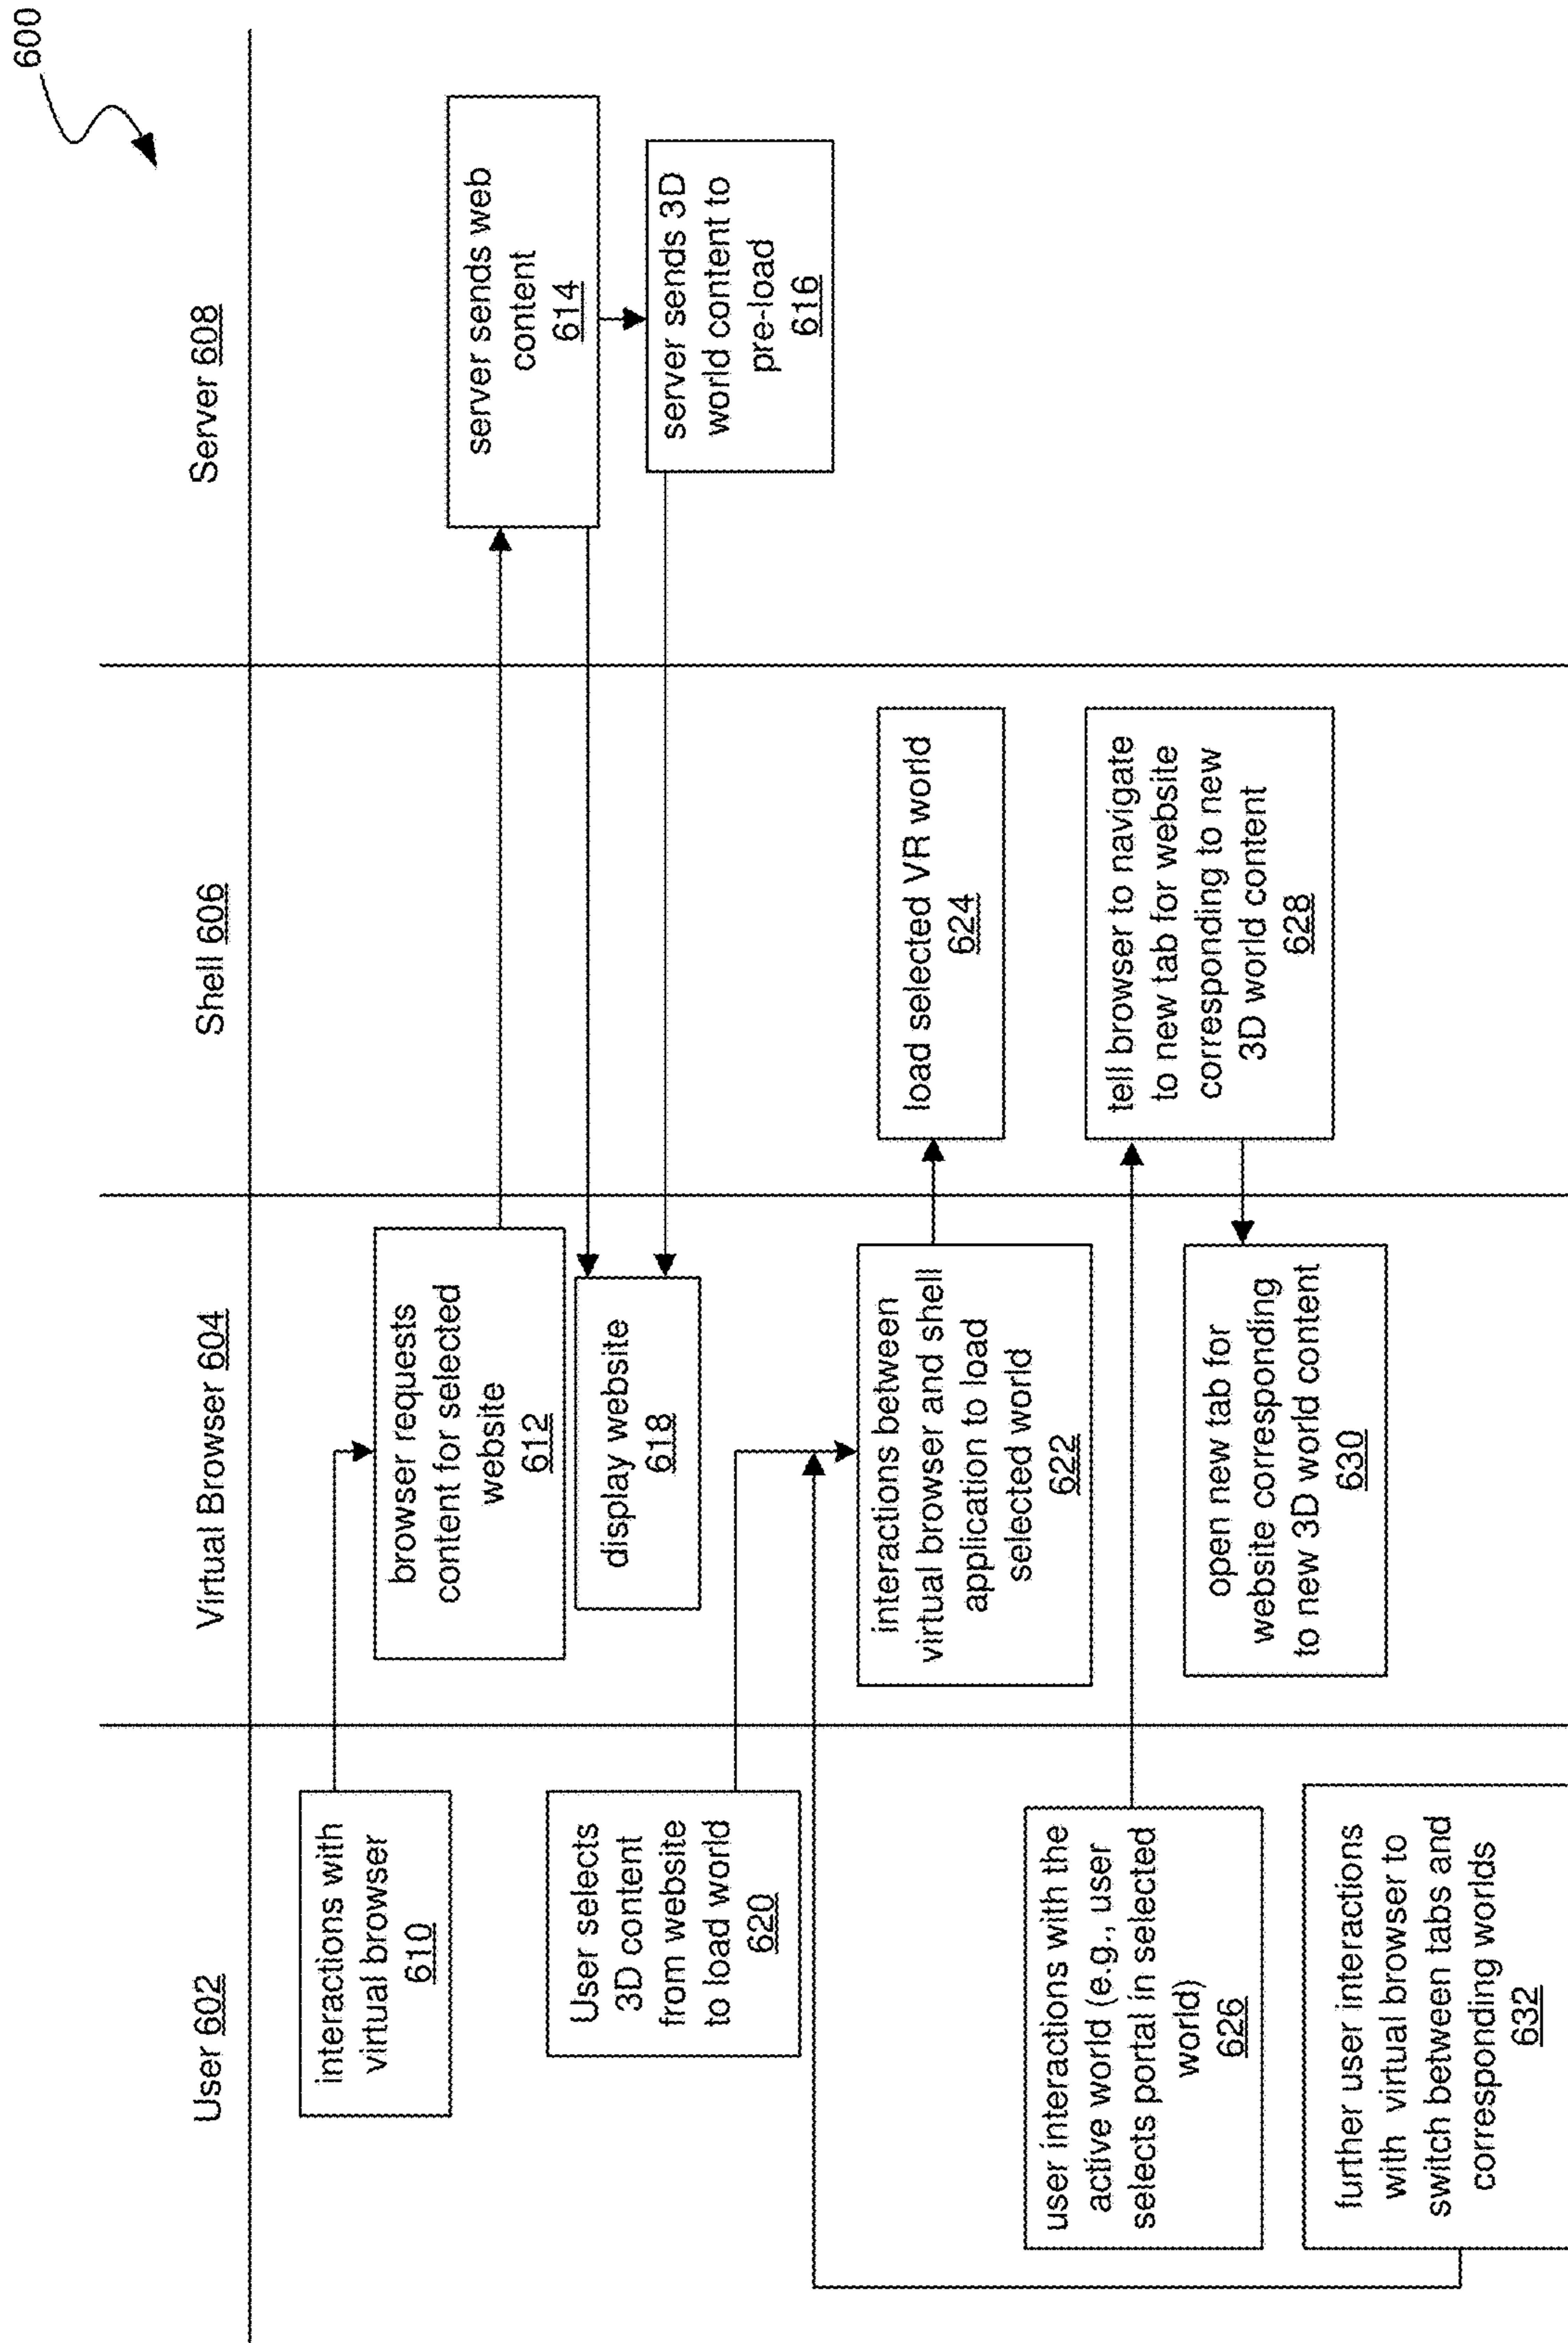 600
User 602
Virtual Browser 604
Shell 606
Server 608
interactions with
virtual browser
610
browser requests
content for selected
website
612
server sends web
content
614
server sends 3D
world content to
pre-load
616
display website
618
User selects
3D content
from website
to load world
620
interactions between
virtual browser and shell
application to load
selected world
622
load selected VR world
624
user interactions with the
active world (e.g., user
selects portal in selected
world)
626
tell browser to navigate
to new tab for website
corresponding to new
3D world content
628
open new tab for
website corresponding
to new 3D world content
630
further user interactions
with virtual browser to
switch between tabs and
corresponding worlds
632